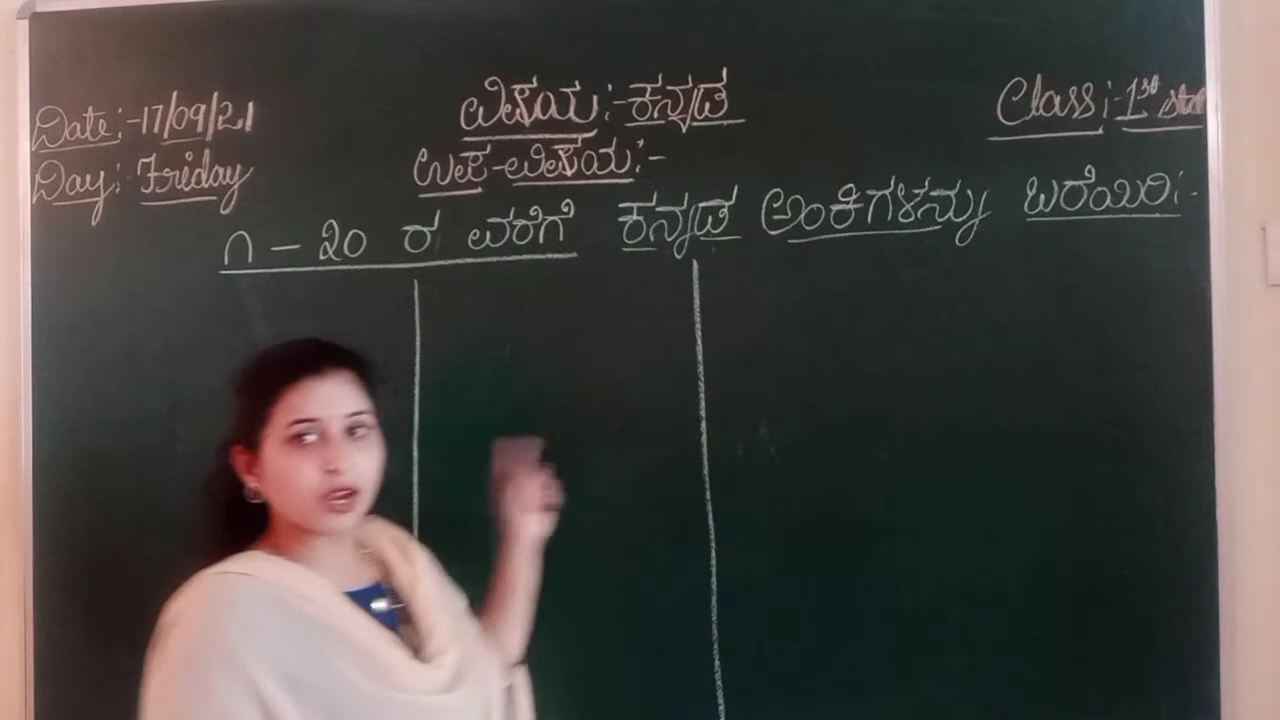 Date:-17/09/21
Day: Friday
ವಿಷಯ:-ಕನ್ನಡ
ಉಪ-ವಿಷಯ:-
Class:-1st std
೧ - ೨೦ ರ ವರೆಗೆ ಕನ್ನಡ ಅಂಕಿಗಳನ್ನು ಬರೆಯಿರಿ:-